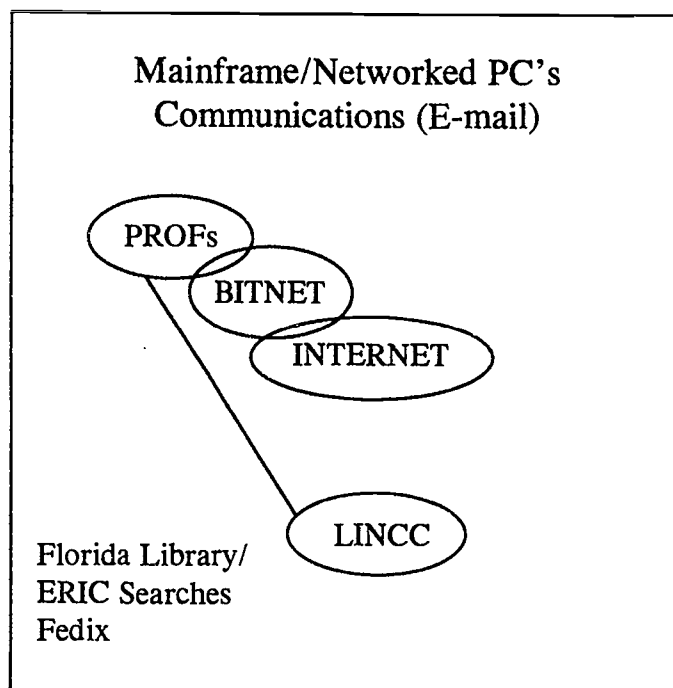 Mainframe/Networked PC's
Communications (E-mail)
PROFs
BITNET
INTERNET
LINCC
Florida Library/
ERIC Searches
Fedix